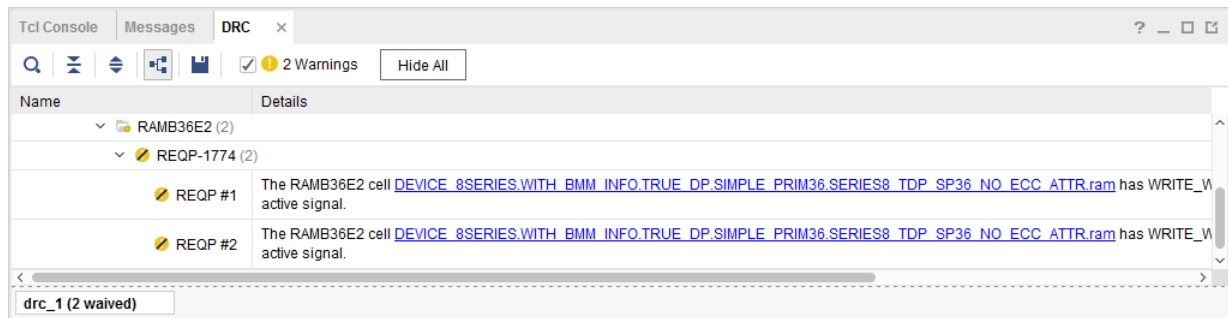 Tcl Console Messages DRC × ?
2 Warnings Hide All
Name Details
RAMB36E2 (2)
REQP-1774 (2)
REQP #1 The RAMB36E2 cell DEVICE_8SERIES.WITH_BMM_INFO.TRUE_DP.SIMPLE_PRIM36.SERIES8_TDP_SP36_NO_ECC_ATTR.ram has WRITE_W
active signal.
REQP #2 The RAMB36E2 cell DEVICE_8SERIES.WITH_BMM_INFO.TRUE_DP.SIMPLE_PRIM36.SERIES8_TDP_SP36_NO_ECC_ATTR.ram has WRITE_W
active signal.
drc_1 (2 waived)